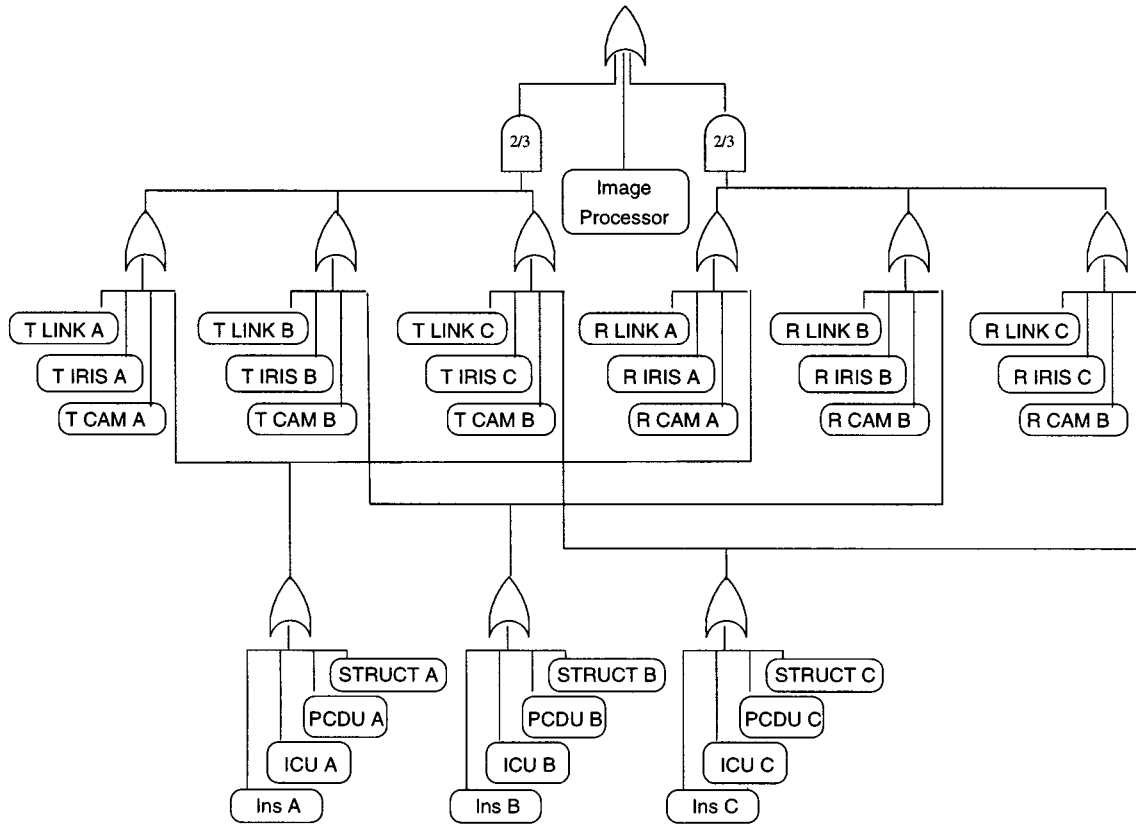 2/3
2/3
Image
Processor
T LINK A
T LINK B
T LINK C
R LINK A
R LINK B
R LINK C
T IRIS A
T IRIS B
T IRIS C
R IRIS A
R IRIS B
R IRIS C
T CAM A
T CAM B
T CAM B
R CAM A
R CAM B
R CAM B
STRUCT A
STRUCT B
STRUCT C
PCDU A
PCDU B
PCDU C
ICU A
ICU B
ICU C
Ins A
Ins B
Ins C